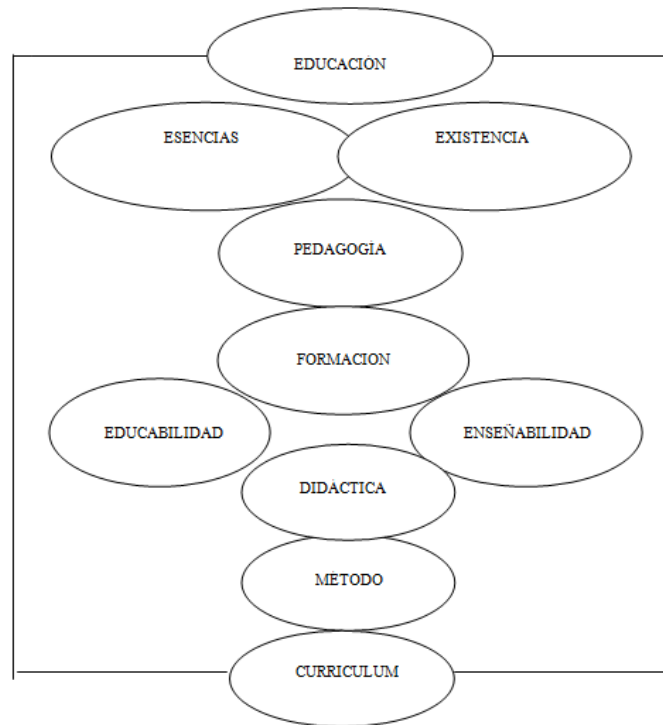 EDUCACIÓN
ESENCIAS
EXISTENCIA
PEDAGOGÍA
FORMACION
EDUCABILIDAD
ENSEÑABILIDAD
DIDÁCTICA
MÉTODO
CURRICULUM